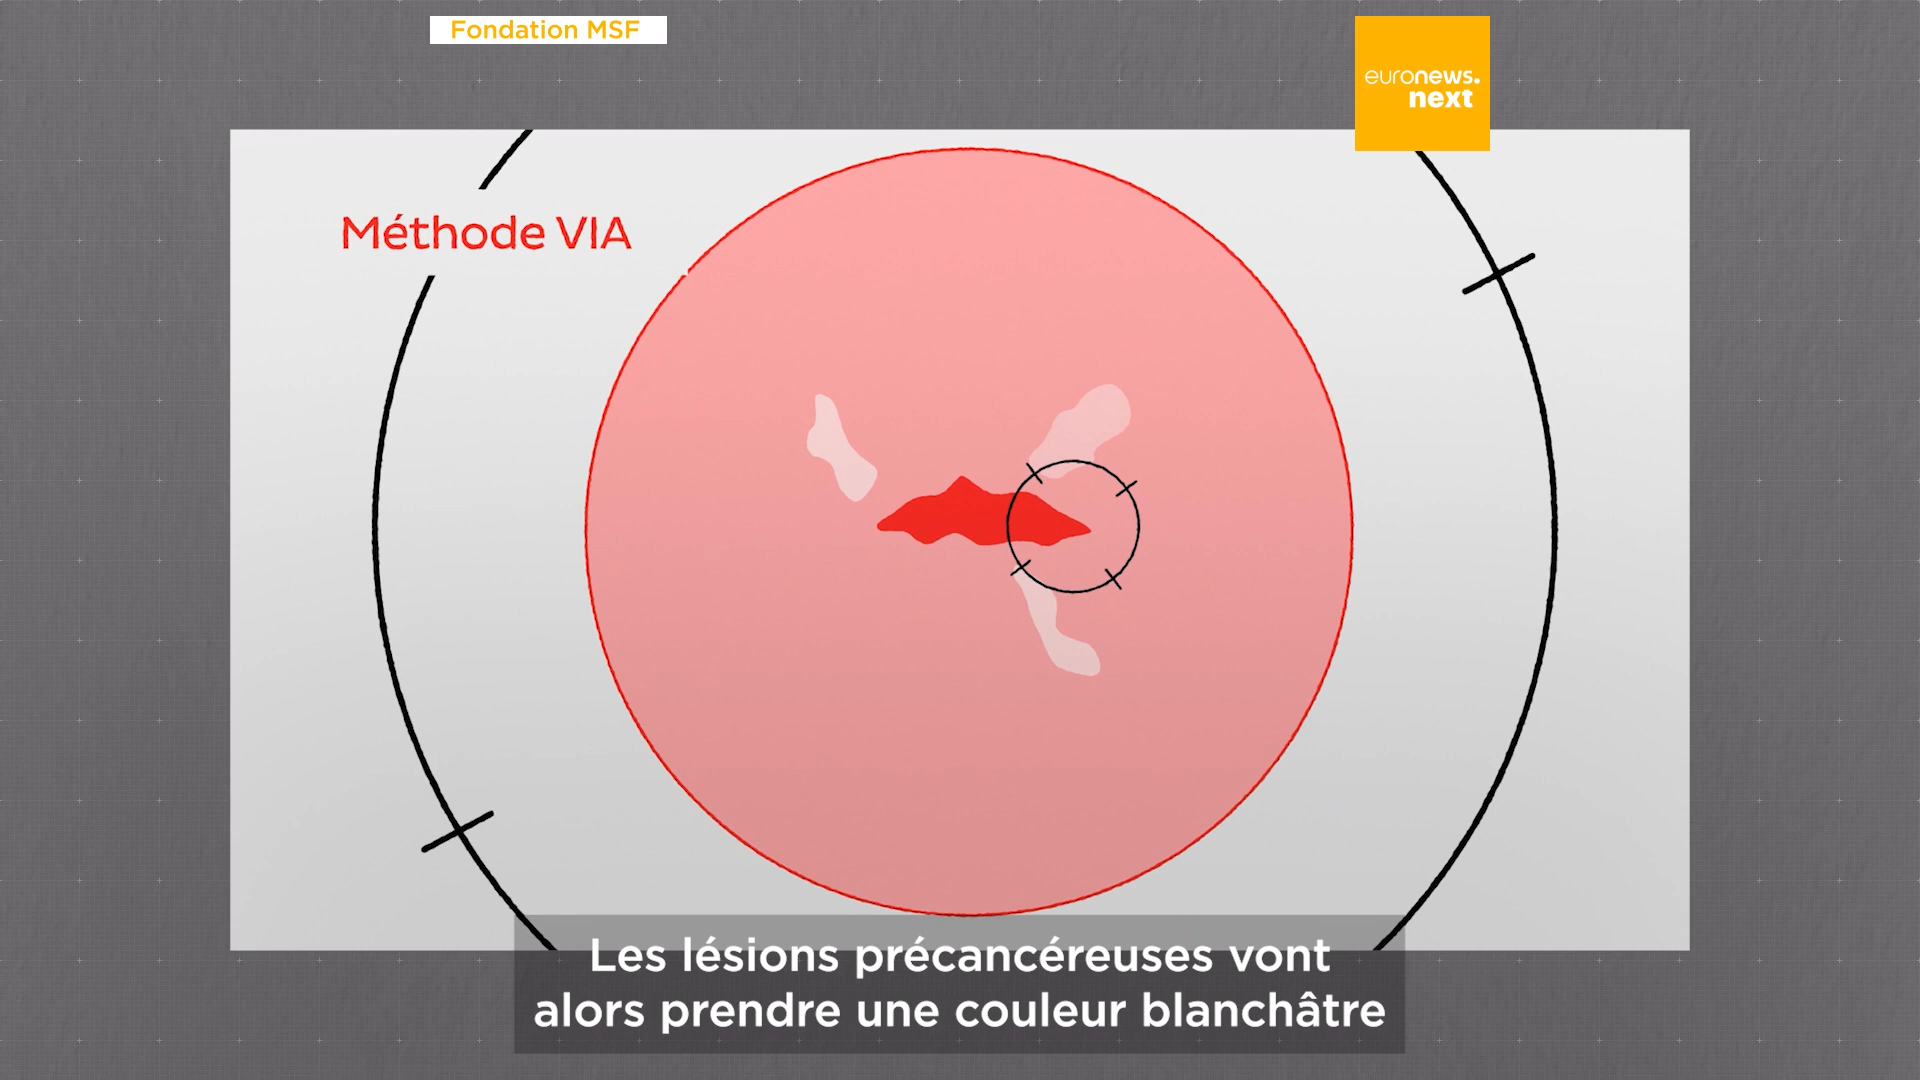 Fondation MSF
euronews.
next
Méthode VIA
Les lésions précancéreuses vont
alors prendre une couleur blanchâtre